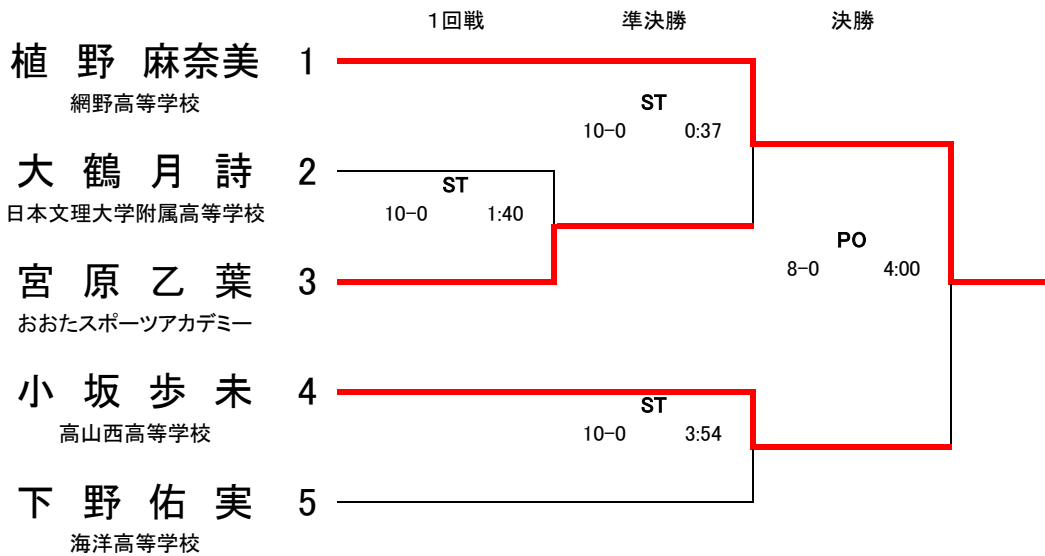 1回戦 準決勝 決勝
植 野 麻奈美 1
網野高等学校
ST
10-0 0:37
大 鶴 月 詩 2
日本文理大学附属高等学校
ST
10-0 1:40
PO
8-0 4:00
宮 原 乙 葉 3
おおたスポーツアカデミー
小 坂 歩 未 4
高山西高等学校
ST
10-0 3:54
下 野 佑 実 5
海洋高等学校